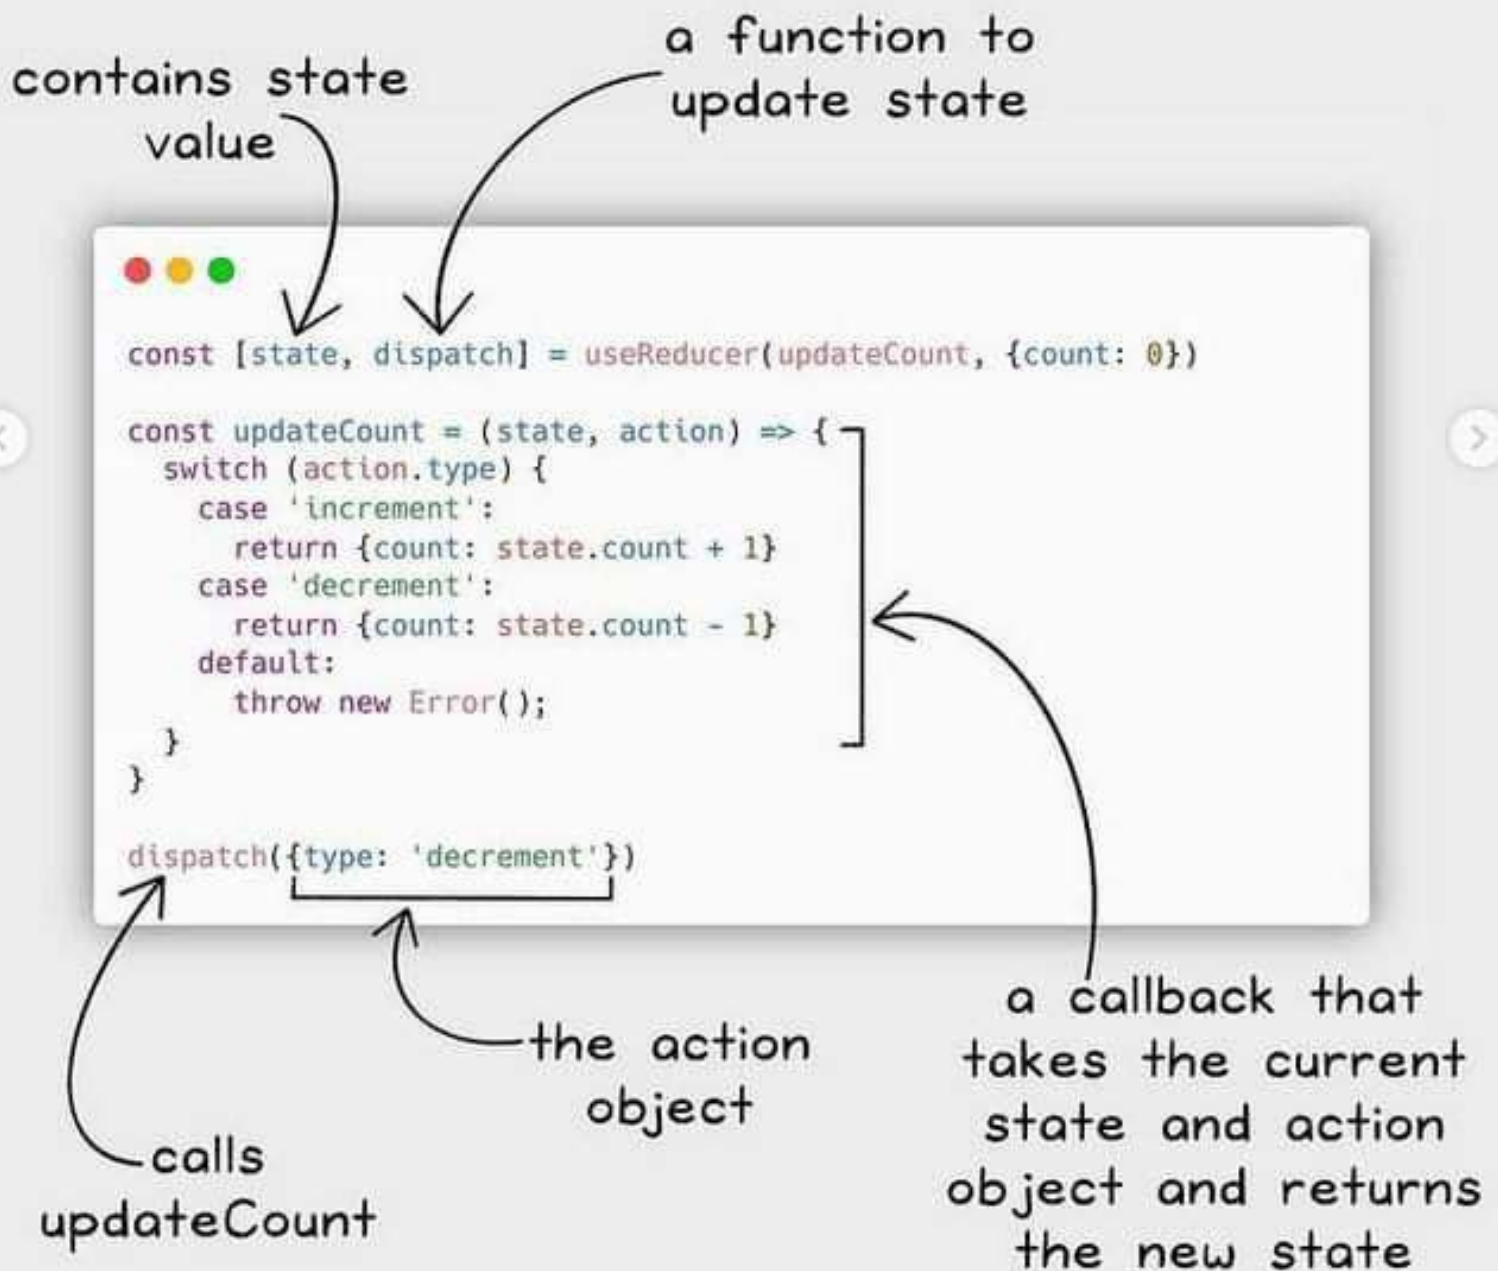 contains state
value
a function to
update state
const [state, dispatch] = useReducer(updateCount, {count: 0})
const updateCount = (state, action) => {
  switch (action.type) {
    case 'increment':
      return {count: state.count + 1}
    case 'decrement':
      return {count: state.count - 1}
    default:
      throw new Error();
  }
}
dispatch({type: 'decrement'})
the action
object
calls
updateCount
a callback that
takes the current
state and action
object and returns
the new state